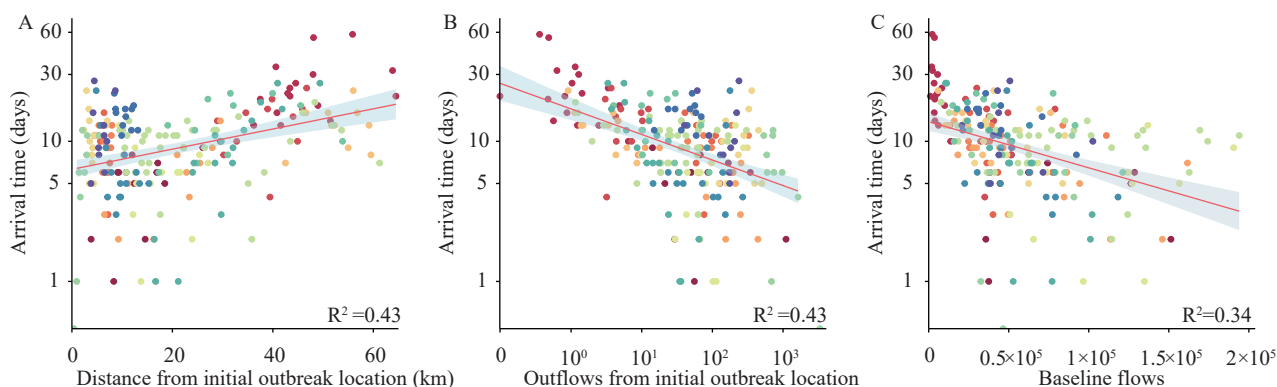 A
60
30
10
5
1
Arrival time (days)
R² =0.43
0
20
40
60
Distance from initial outbreak location (km)
B
60
30
10
5
1
Arrival time (days)
R² =0.43
0
10⁰
10¹
10²
10³
Outflows from initial outbreak location
C
60
30
10
5
1
Arrival time (days)
R²=0.34
0
0.5×10⁵
1×10⁵
1.5×10⁵
2×10⁵
Baseline flows